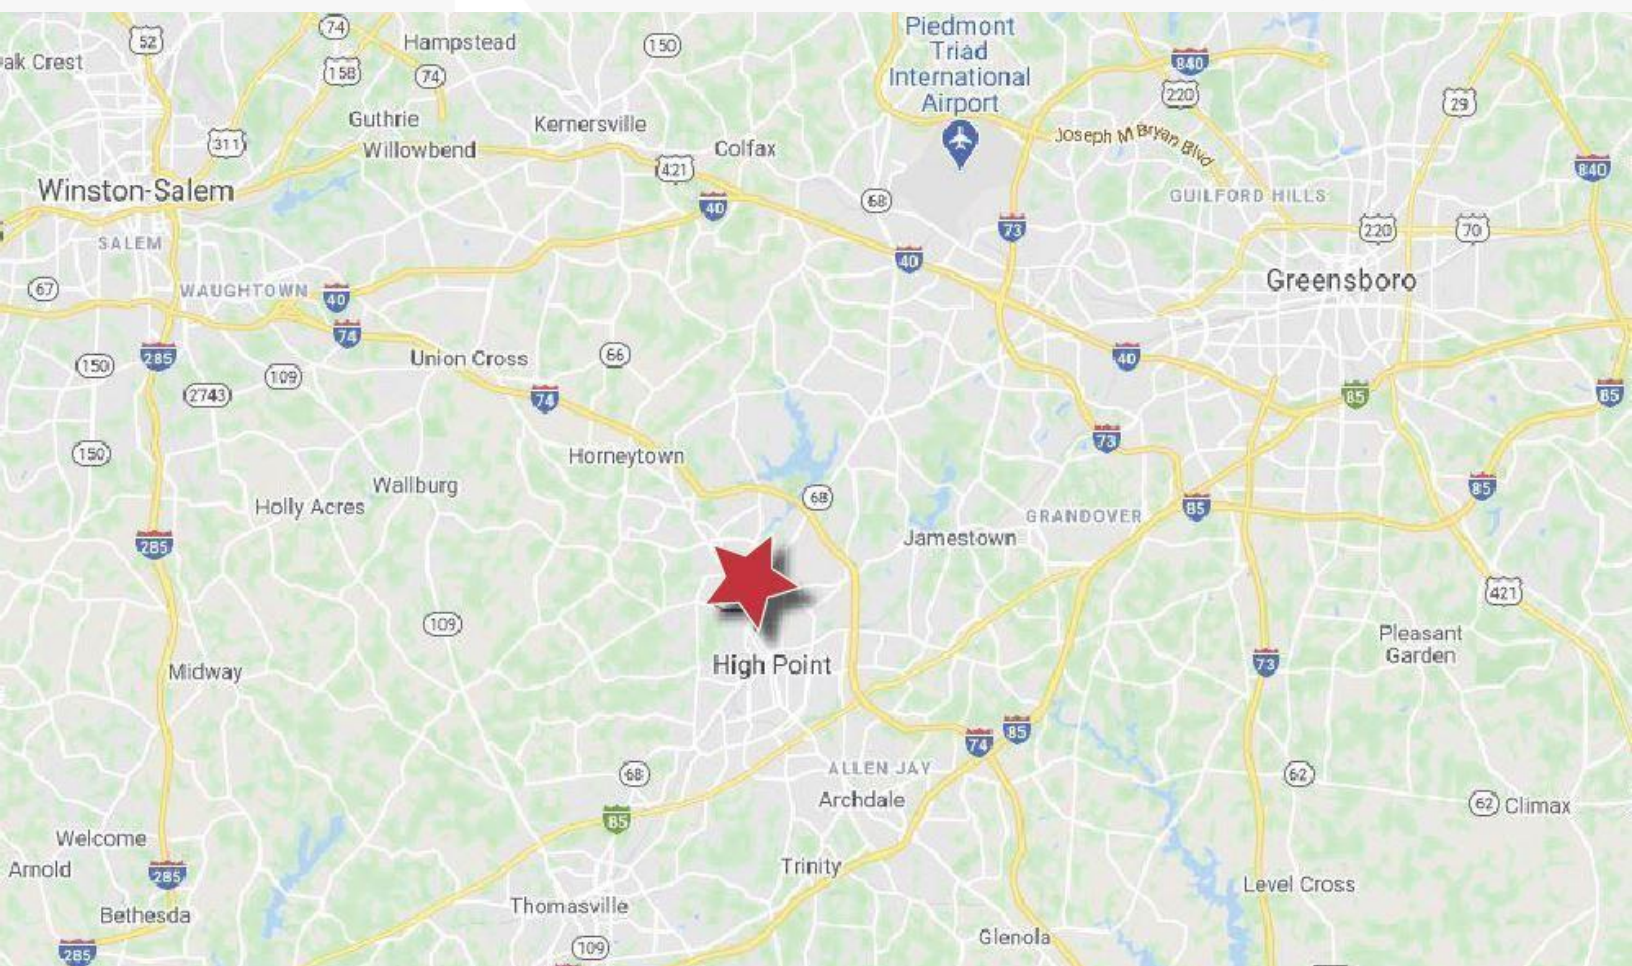 52
74
Hampstead
150
Piedmont
Triad
International
Airport
840
ak Crest
158
74
220
29
Guthrie
Kernersville
Joseph M Bryan Blvd
311
Willowbend
421
Colfax
840
Winston-Salem
40
68
GUILFORD HILLS
73
220
70
SALEM
40
Greensboro
67
WAUGHTOWN
40
74
285
Union Cross
66
40
150
109
2743
74
85
85
73
150
Horneytown
Wallburg
68
85
Holly Acres
85
GRANDOVER
285
Jamestown
421
109
Pleasant
Garden
High Point
73
Midway
74
85
68
ALLEN JAY
62
Archdale
62 Climax
85
Welcome
Arnold
285
Trinity
Level Cross
Bethesda
Thomasville
285
109
Glenola